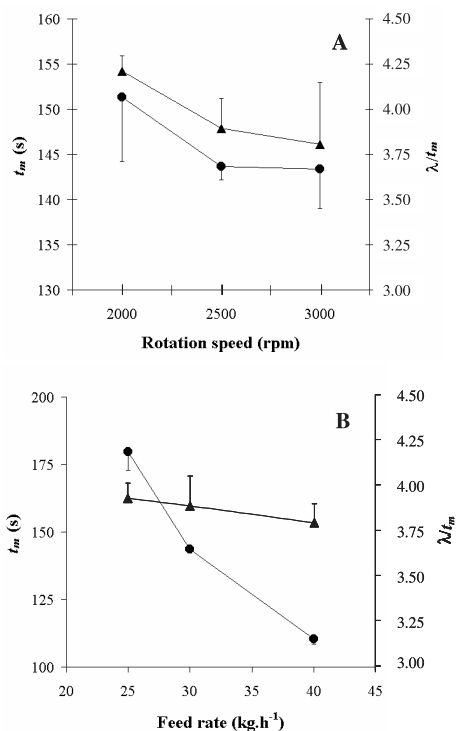 A
160
155
150
145
140
135
130
t_m (s)
4.50
4.25
4.00
3.75
3.50
3.25
3.00
λ/t_m
2000 2500 3000
Rotation speed (rpm)
B
200
175
150
125
100
t_m (s)
4.50
4.25
4.00
3.75
3.50
3.25
3.00
λ/t_m
20 25 30 35 40 45
Feed rate (kg.h⁻¹)